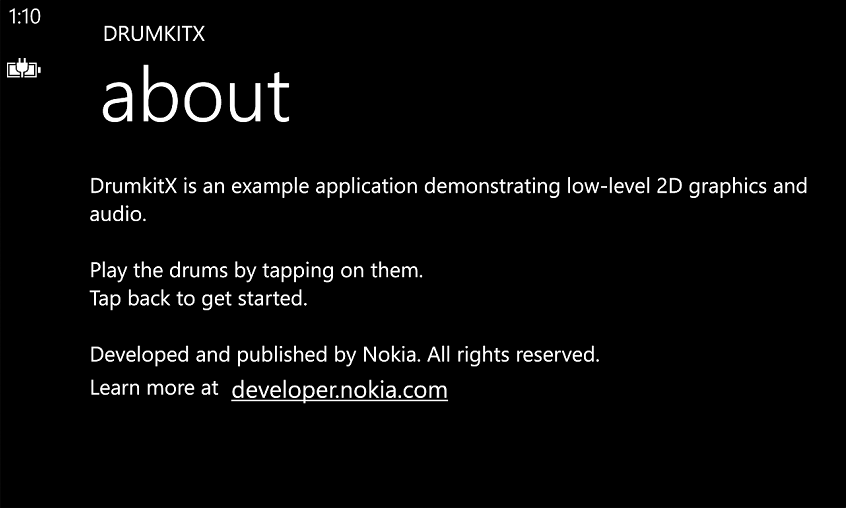 1:10
DRUMKITX
about
DrumkitX is an example application demonstrating low-level 2D graphics and
audio.
Play the drums by tapping on them.
Tap back to get started.
Developed and published by Nokia. All rights reserved.
Learn more at developer.nokia.com